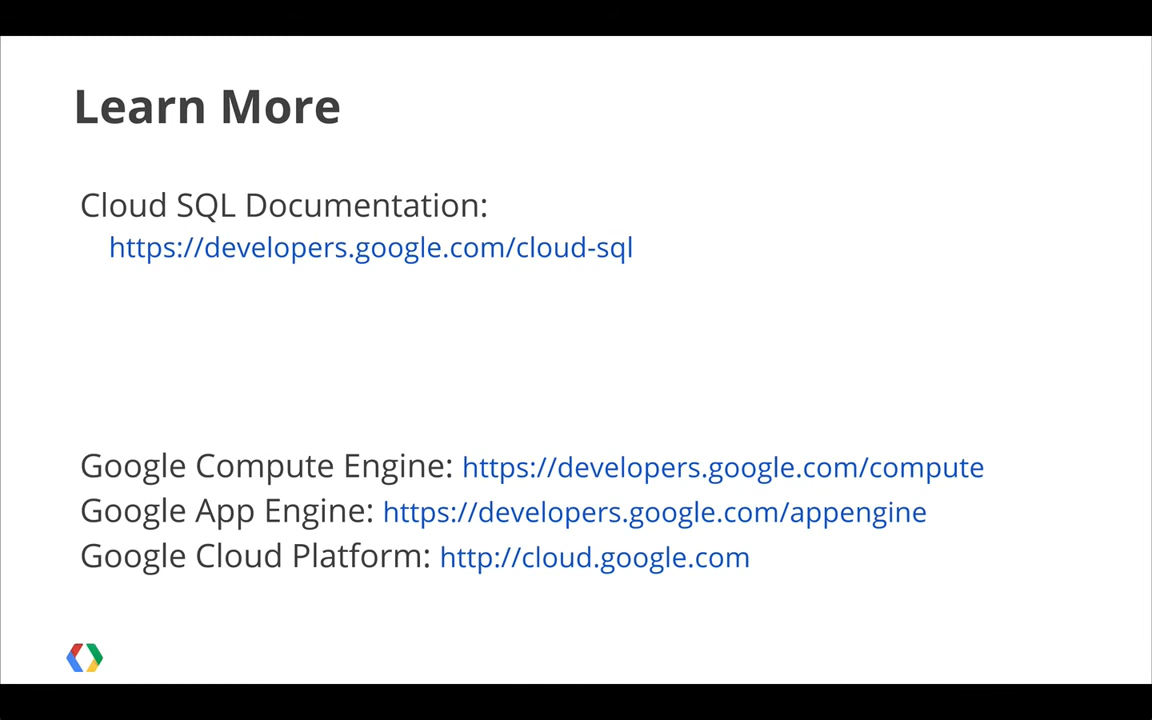 Learn More
Cloud SQL Documentation:
https://developers.google.com/cloud-sql
Google Compute Engine: https://developers.google.com/compute
Google App Engine: https://developers.google.com/appengine
Google Cloud Platform: http://cloud.google.com